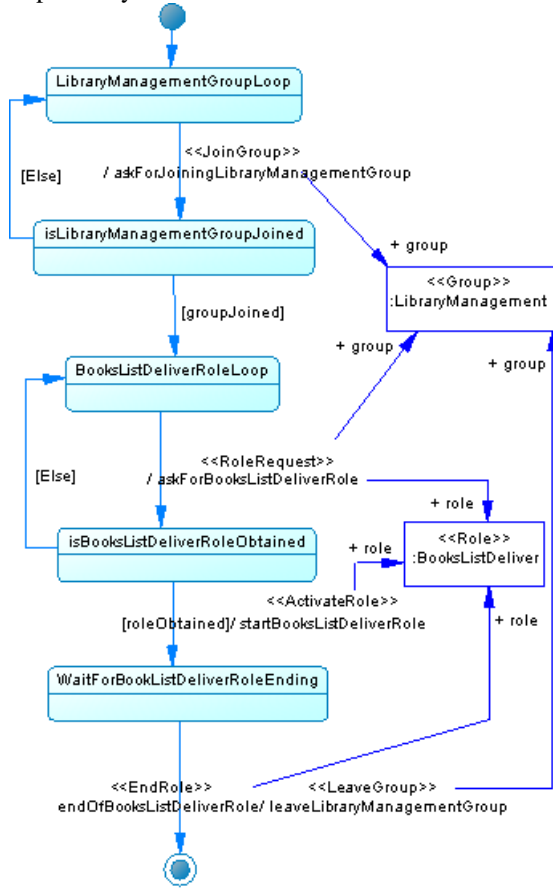 LibraryManagementGroupLoop
<<JoinGroup>>
/ askForJoiningLibraryManagementGroup
[Else]
isLibraryManagementGroupJoined
+ group
<<Group>>
:LibraryManagement
[groupJoined]
+ group
+ group
BooksListDeliverRoleLoop
<<RoleRequest>>
/ askForBooksListDeliverRole
[Else]
+ role
isBooksListDeliverRoleObtained
<<Role>>
:BooksListDeliver
+ role
<<ActivateRole>>
[roleObtained]/ startBooksListDeliverRole
+ role
WaitForBookListDeliverRoleEnding
<<EndRole>> <<LeaveGroup>>
endOfBooksListDeliverRole/ leaveLibraryManagementGroup